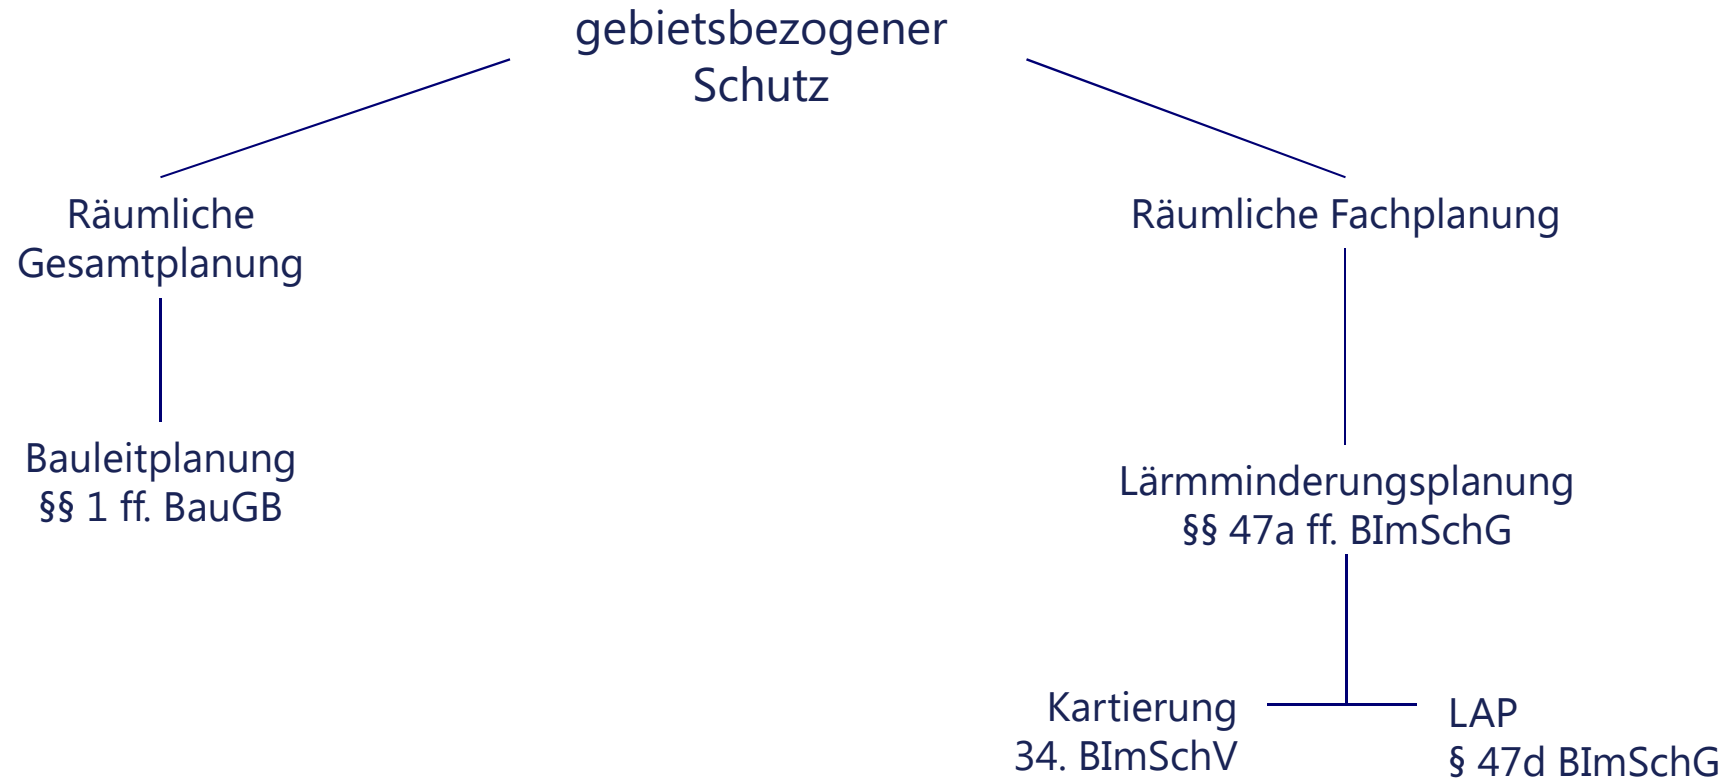 gebietsbezogener
Schutz
Räumliche
Gesamtplanung
Räumliche Fachplanung
Bauleitplanung
§§ 1 ff. BauGB
Lärmminderungsplanung
§§ 47a ff. BImSchG
Kartierung
34. BImSchV
LAP
§ 47d BImSchG